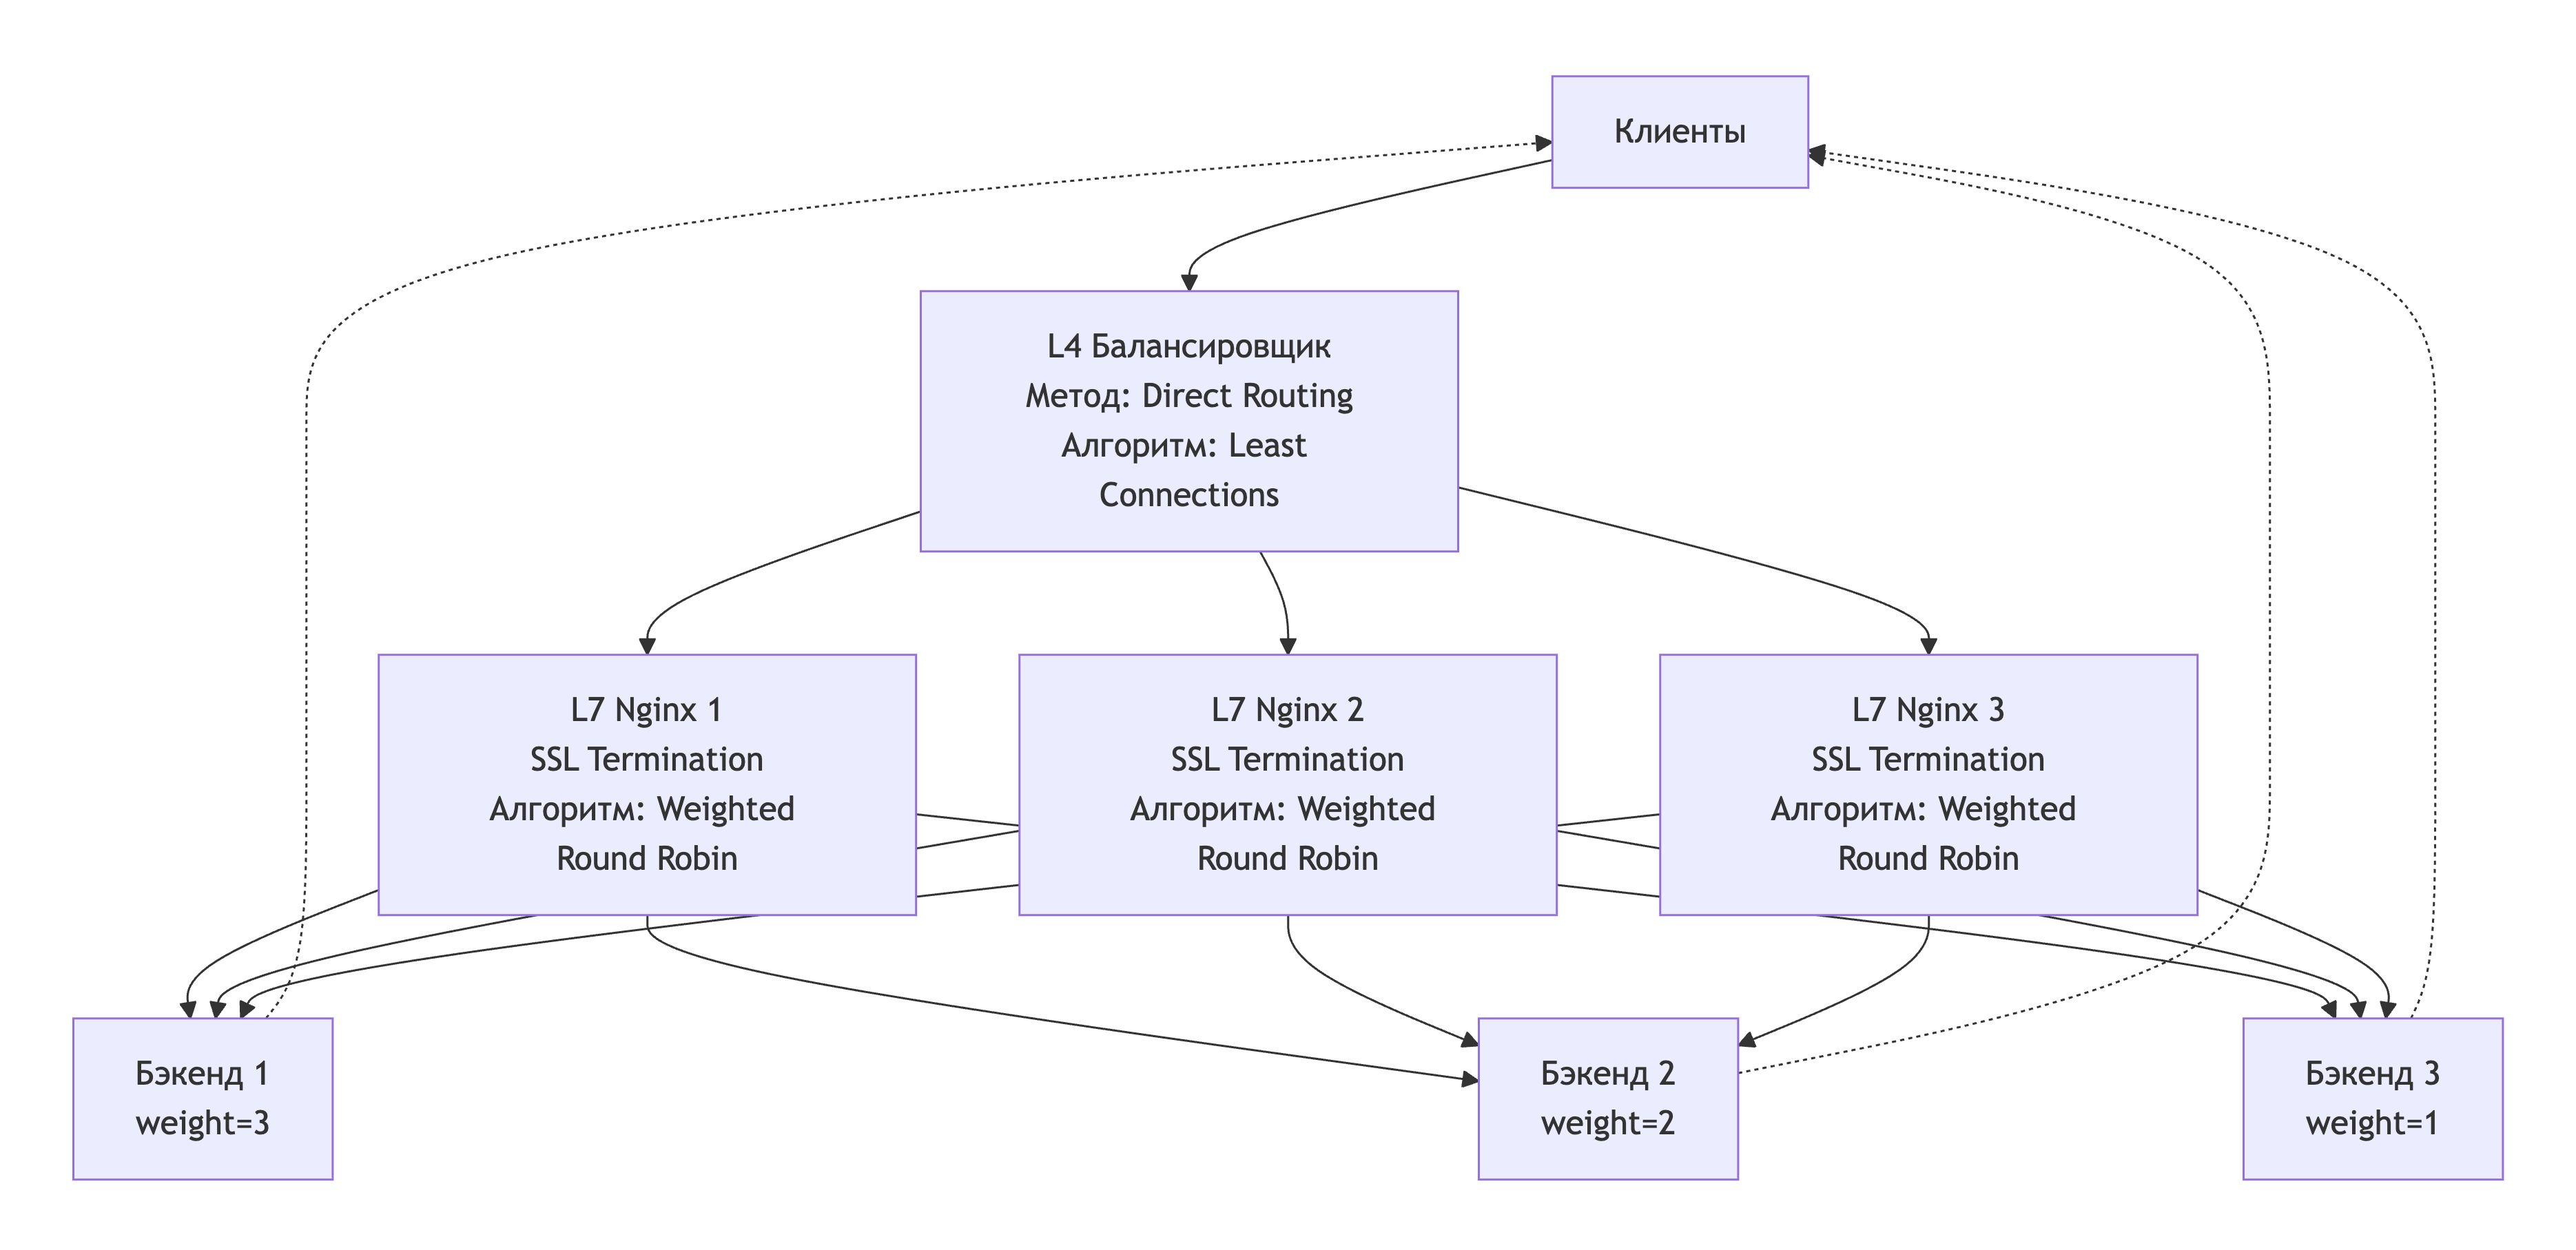 Клиенты
L4 Балансировщик
Метод: Direct Routing
Алгоритм: Least
Connections
L7 Nginx 1
SSL Termination
Алгоритм: Weighted
Round Robin
L7 Nginx 2
SSL Termination
Алгоритм: Weighted
Round Robin
L7 Nginx 3
SSL Termination
Алгоритм: Weighted
Round Robin
Бэкенд 1
weight=3
Бэкенд 2
weight=2
Бэкенд 3
weight=1